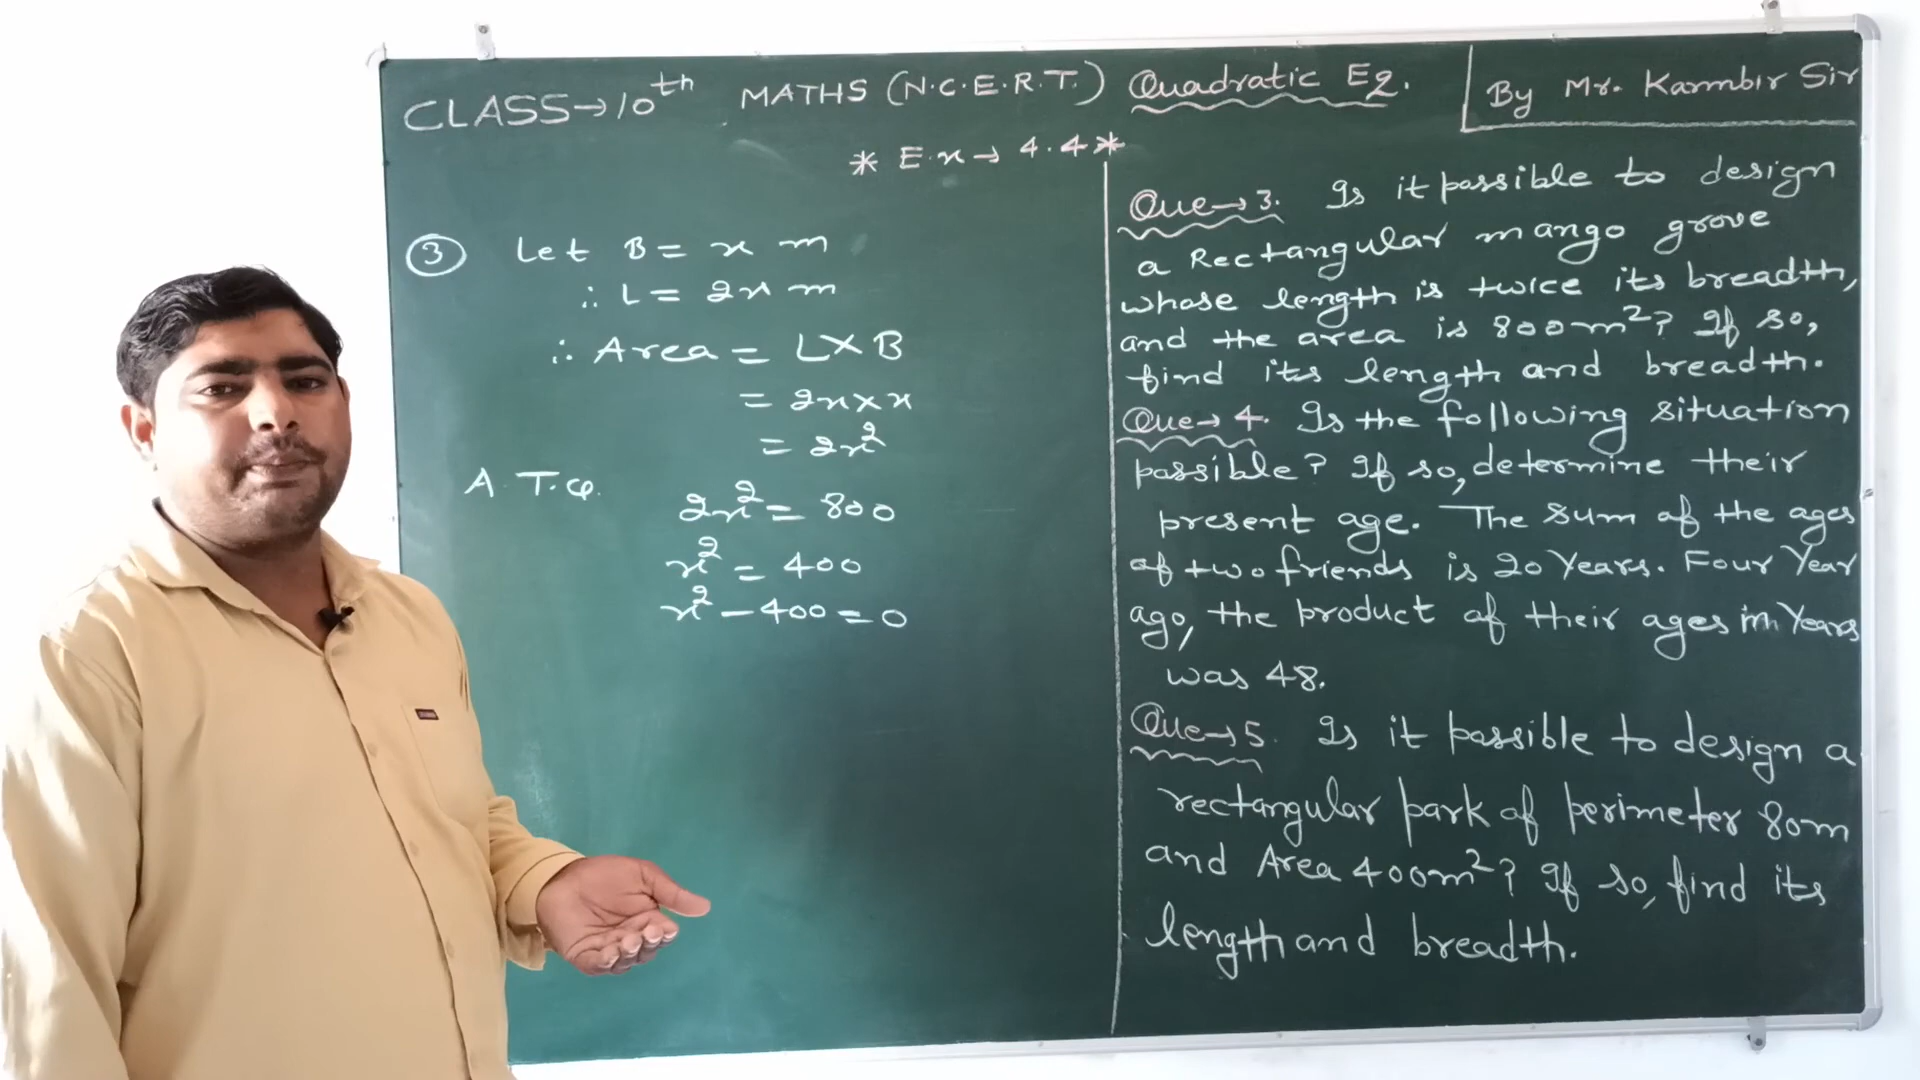 CLASS→10th MATHS (N.C.E.R.T.) Quadratic Eq. By Mr. Karmbir Sir
* E.x→ 4.4 *
③ Let B = x m
∴ L = 2x m
∴ Area = L×B
= 2x×x
= 2x²
A.T.Q.
2x² = 800
x² = 400
x² - 400 = 0
Que→3. Is it possible to design
a Rectangular mango grove
whose length is twice its breadth,
and the area is 800m²? If so,
find its length and breadth.
Que→4. Is the following situation
possible? If so, determine their
present age. The sum of the ages
of two friends is 20 Years. Four Year
ago, the product of their ages in Years
was 48.
Que→5. Is it possible to design a
rectangular park of perimeter 80m
and Area 400m²? If so, find its
length and breadth.